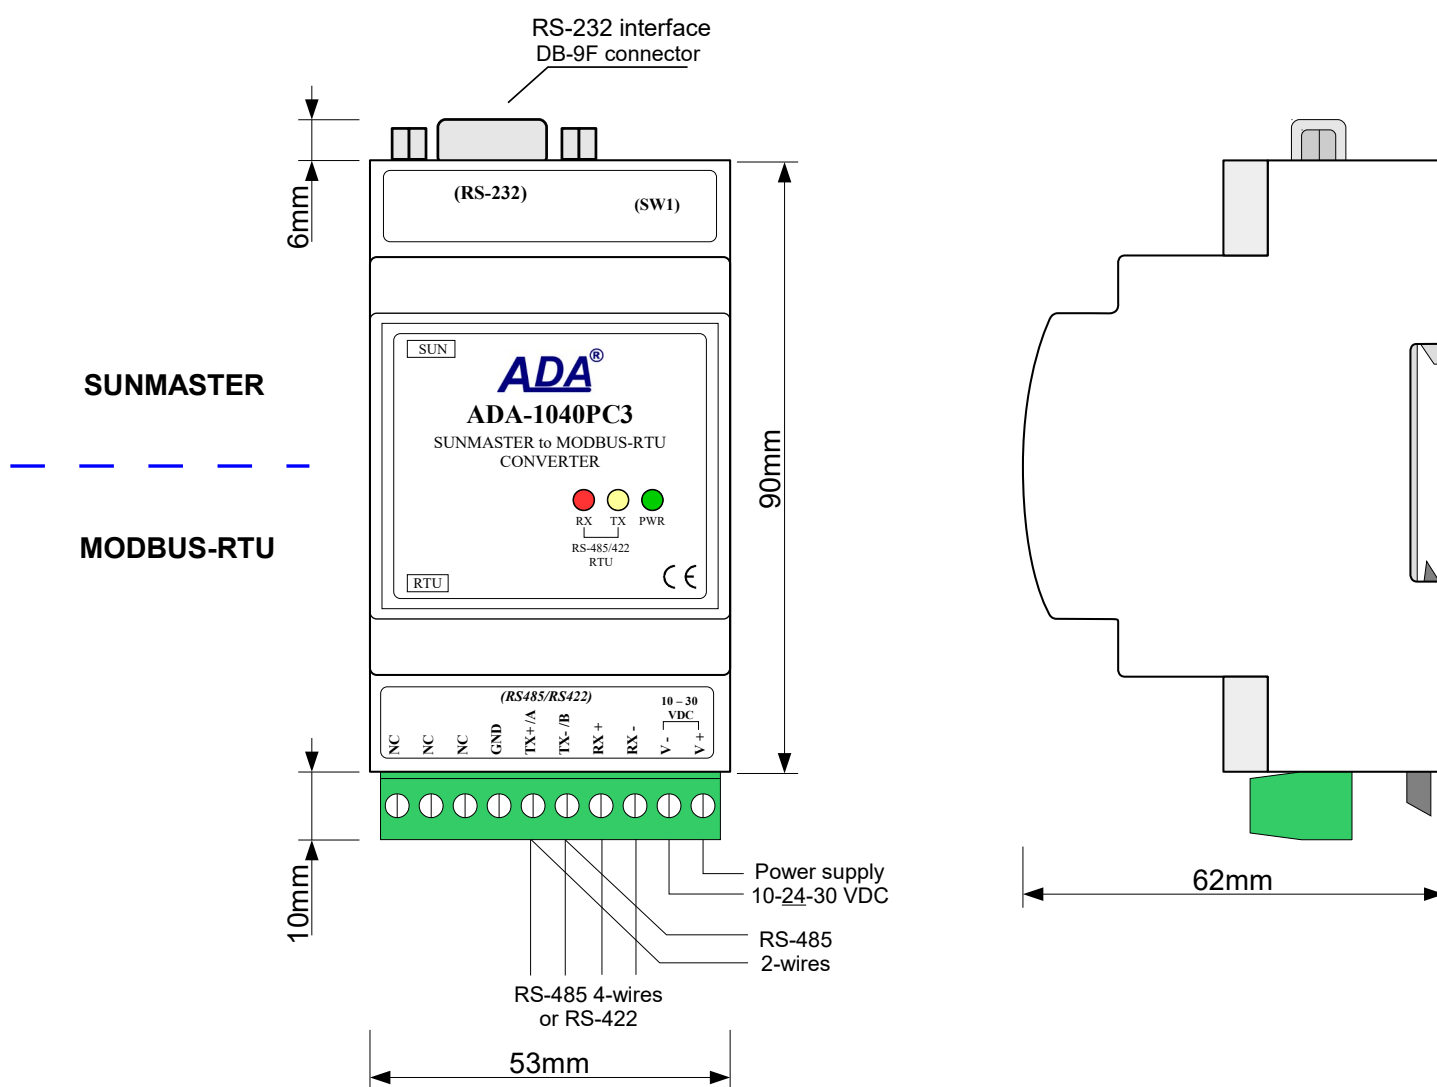 RS-232 interface
DB-9F connector
6mm
(RS-232)
(SW1)
SUN
ADA®
ADA-1040PC3
SUNMASTER to MODBUS-RTU
CONVERTER
SUNMASTER
MODBUS-RTU
RX TX PWR
RS-485/422
RTU
RTU
CE
90mm
(RS485/RS422)
10 – 30
VDC
NC
NC
NC
GND
TX+/A
TX-/B
RX +
RX -
V -
V +
10mm
Power supply
10-24-30 VDC
RS-485
2-wires
RS-485 4-wires
or RS-422
53mm
62mm